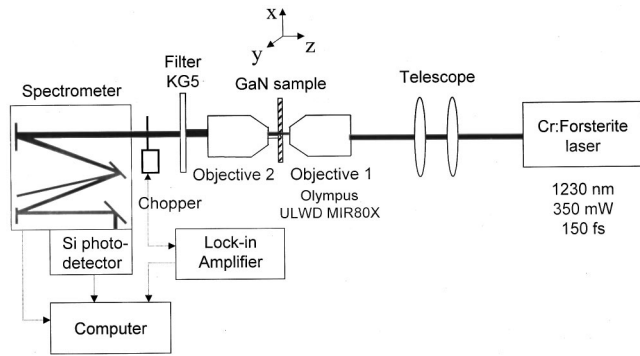 x
y
z
Filter
KG5
GaN sample
Telescope
Spectrometer
Cr:Forsterite
laser
Objective 2
Objective 1
Olympus
ULWD MIR80X
Chopper
1230 nm
350 mW
150 fs
Si photo-
detector
Lock-in
Amplifier
Computer